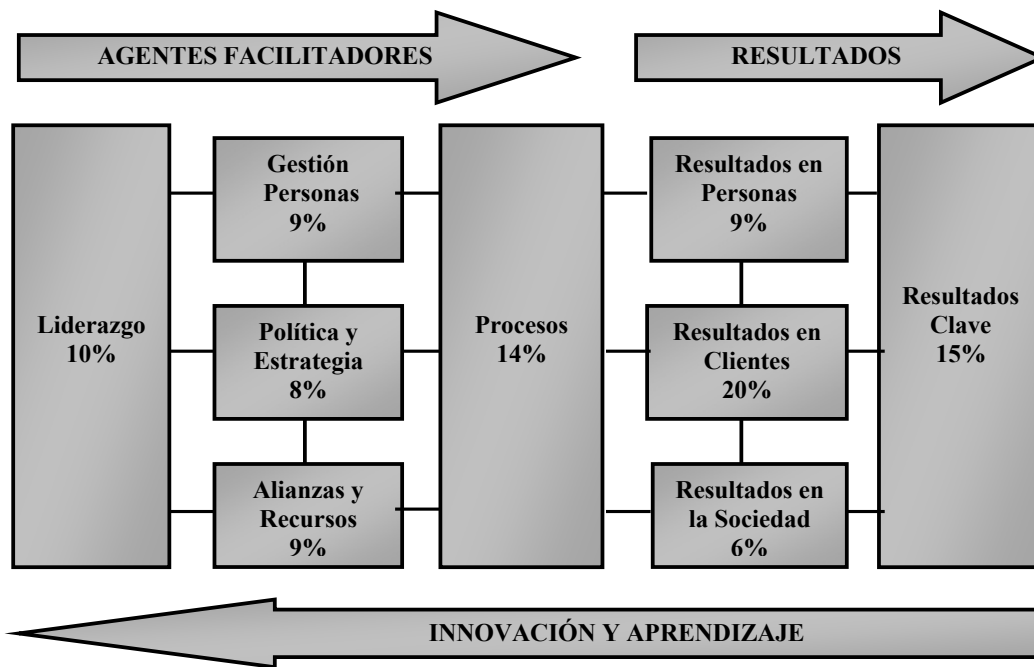 AGENTES FACILITADORES
RESULTADOS
Liderazgo
10%
Gestión
Personas
9%
Política y
Estrategia
8%
Alianzas y
Recursos
9%
Procesos
14%
Resultados en
Personas
9%
Resultados en
Clientes
20%
Resultados en
la Sociedad
6%
Resultados
Clave
15%
INNOVACIÓN Y APRENDIZAJE